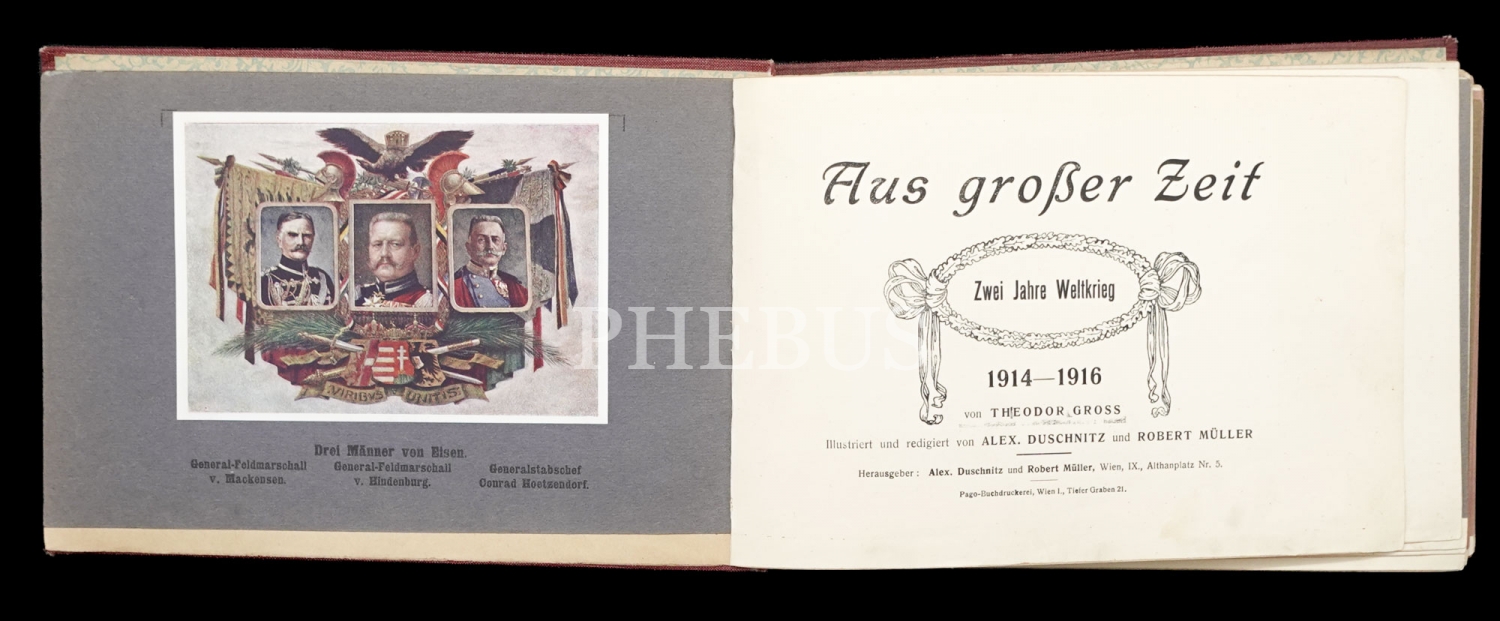 VIRIBVS UNITIS
Drei Männer von Eisen.
General-Feldmarschall
v. Mackensen.
General-Feldmarschall
v. Hindenburg.
Generalstabschef
Conrad Hoetzendorf.
PHEBUS
Aus großer Zeit
Zwei Jahre Weltkrieg
1914—1916
von THEODOR GROSS
Illustriert und redigiert von ALEX. DUSCHNITZ und ROBERT MÜLLER
Herausgeber: Alex. Duschnitz und Robert Müller, Wien, IX., Althanplatz Nr. 5.
Pago-Buchdruckerei, Wien I., Tiefer Graben 21.